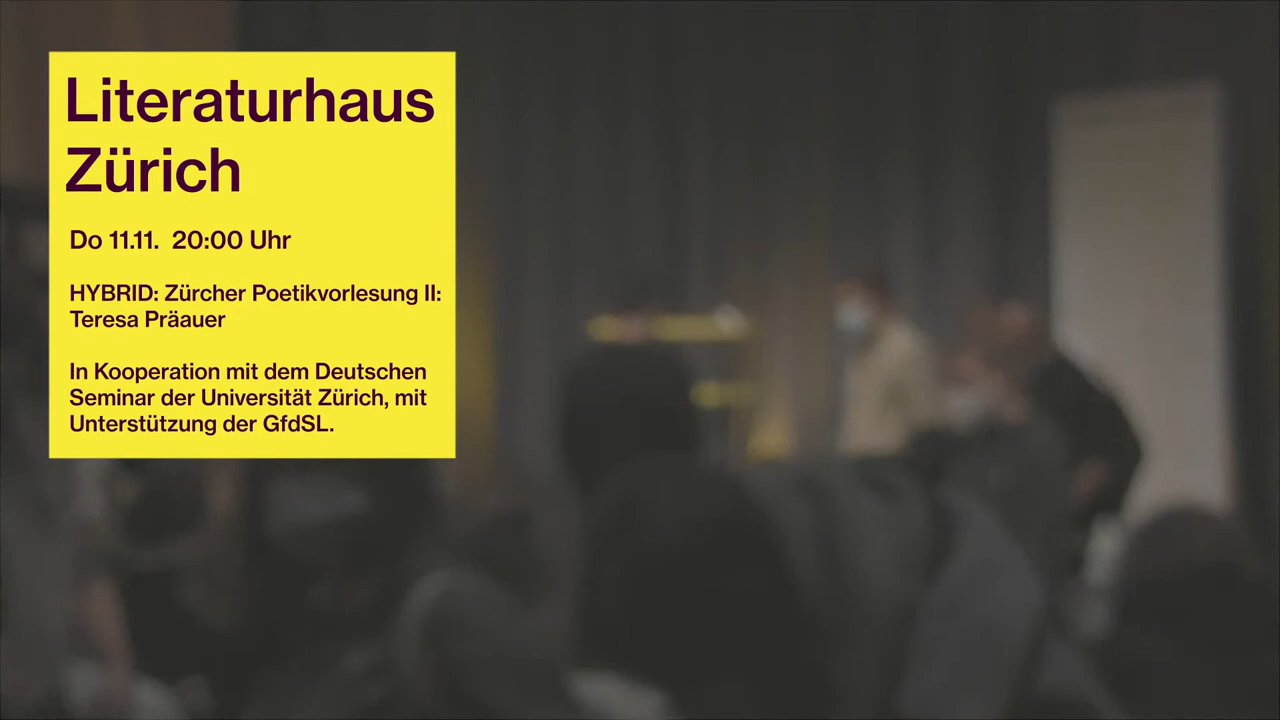 Literaturhaus
Zürich
Do 11.11. 20:00 Uhr
HYBRID: Zürcher Poetikvorlesung II:
Teresa Präauer
In Kooperation mit dem Deutschen
Seminar der Universität Zürich, mit
Unterstützung der GfdSL.